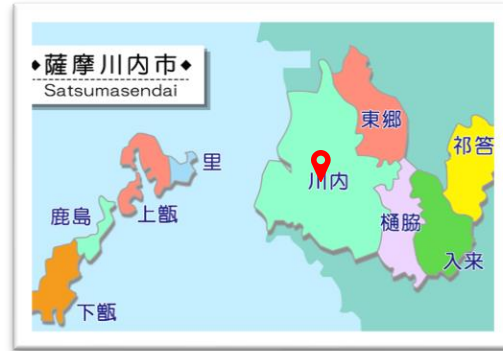 ◆薩摩川内市◆
Satsumasendai
東郷
祁答
里
川内
鹿島
上甑
樋脇
入来
下甑